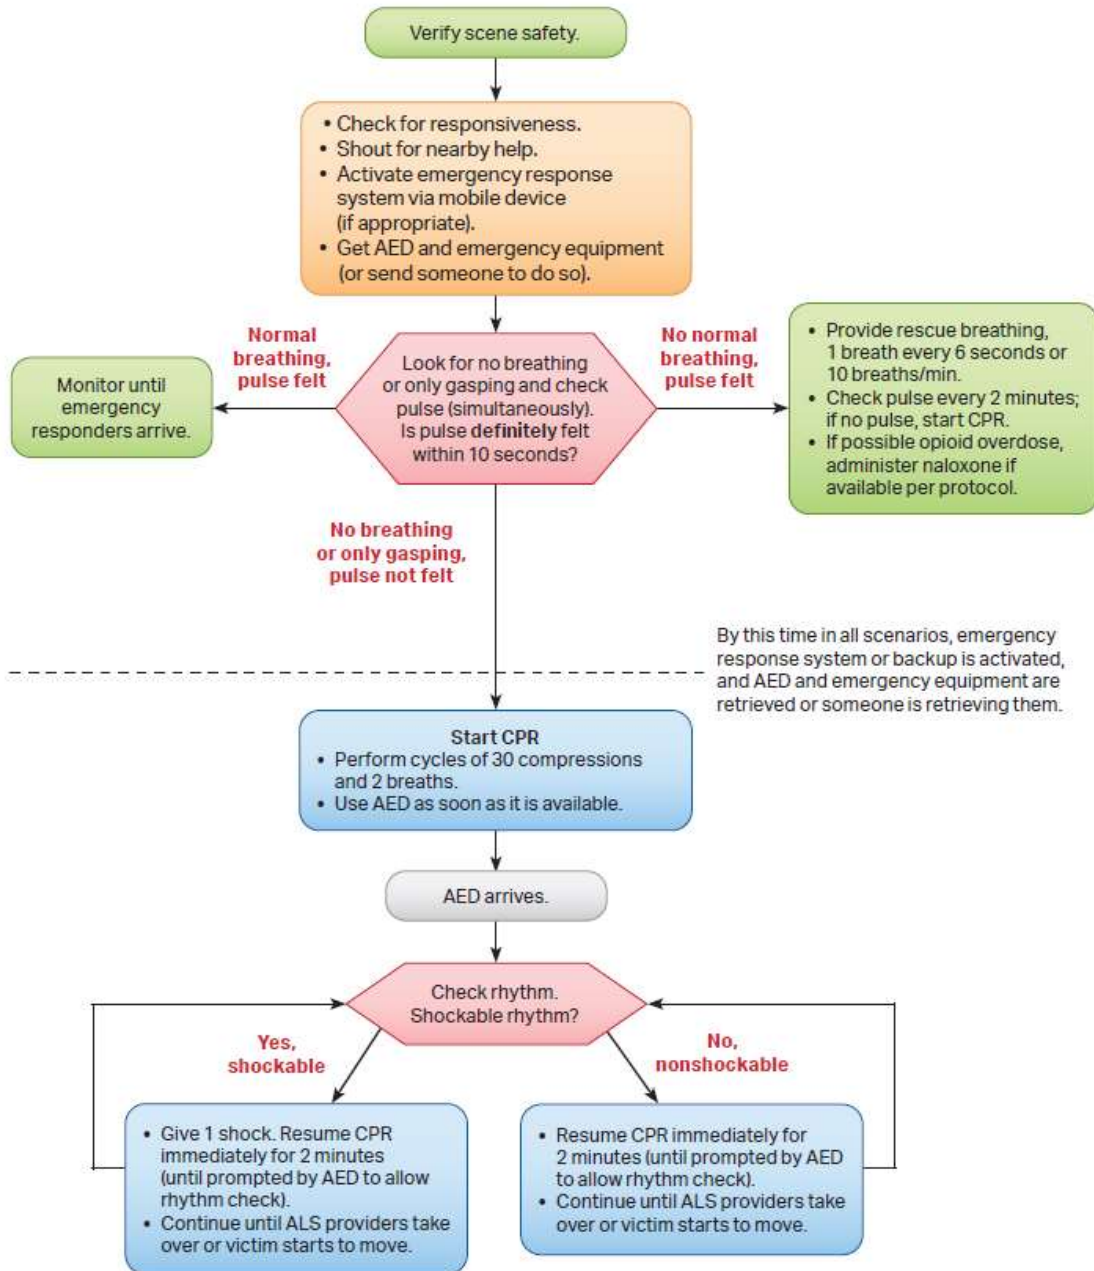 Verify scene safety.
• Check for responsiveness.
• Shout for nearby help.
• Activate emergency response
system via mobile device
(if appropriate).
• Get AED and emergency equipment
(or send someone to do so).
Normal
breathing,
pulse felt
No normal
breathing,
pulse felt
Look for no breathing
or only gasping and check
pulse (simultaneously).
Is pulse definitely felt
within 10 seconds?
Monitor until
emergency
responders arrive.
• Provide rescue breathing,
1 breath every 6 seconds or
10 breaths/min.
• Check pulse every 2 minutes;
if no pulse, start CPR.
• If possible opioid overdose,
administer naloxone if
available per protocol.
No breathing
or only gasping,
pulse not felt
By this time in all scenarios, emergency
response system or backup is activated,
and AED and emergency equipment are
retrieved or someone is retrieving them.
Start CPR
• Perform cycles of 30 compressions
and 2 breaths.
• Use AED as soon as it is available.
AED arrives.
Check rhythm.
Shockable rhythm?
Yes,
shockable
No,
nonshockable
• Give 1 shock. Resume CPR
immediately for 2 minutes
(until prompted by AED to allow
rhythm check).
• Continue until ALS providers take
over or victim starts to move.
• Resume CPR immediately for
2 minutes (until prompted by AED
to allow rhythm check).
• Continue until ALS providers take
over or victim starts to move.